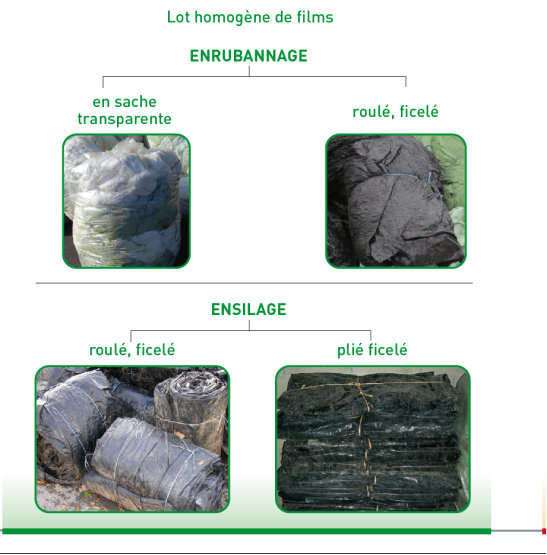 Lot homogène de films
ENRUBANNAGE
en sache
transparente
roulé, ficelé
ENSILAGE
roulé, ficelé
plié ficelé